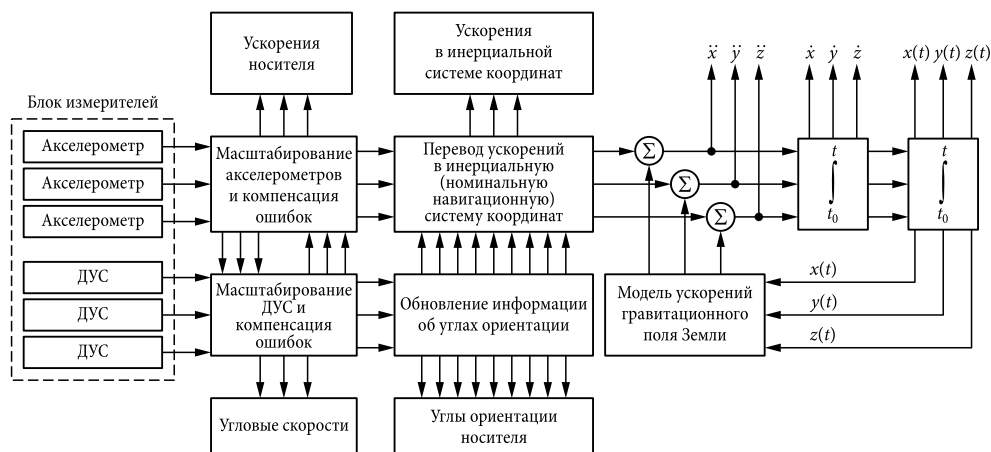 Блок измерителей
Акселерометр
Акселерометр
Акселерометр
ДУС
ДУС
ДУС
Ускорения
носителя
Масштабирование
акселерометров
и компенсация
ошибок
Масштабирование
ДУС и
компенсация
ошибок
Угловые скорости
Ускорения
в инерциальной
системе координат
Перевод ускорений
в инерциальную
(номинальную
навигационную)
систему координат
Обновление информации
об углах ориентации
Углы ориентации
носителя
Σ
Σ
Σ
ẍ ÿ z̈
ẋ ẏ ż
x(t) y(t) z(t)
t
∫
t₀
t
∫
t₀
Модель ускорений
гравитационного
поля Земли
x(t)
y(t)
z(t)